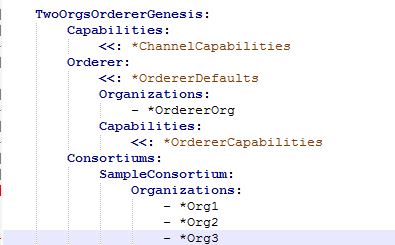 TwoOrgsOrdererGenesis:
Capabilities:
<<: *ChannelCapabilities
Orderer:
<<: *OrdererDefaults
Organizations:
- *OrdererOrg
Capabilities:
<<: *OrdererCapabilities
Consortiums:
SampleConsortium:
Organizations:
- *Org1
- *Org2
- *Org3